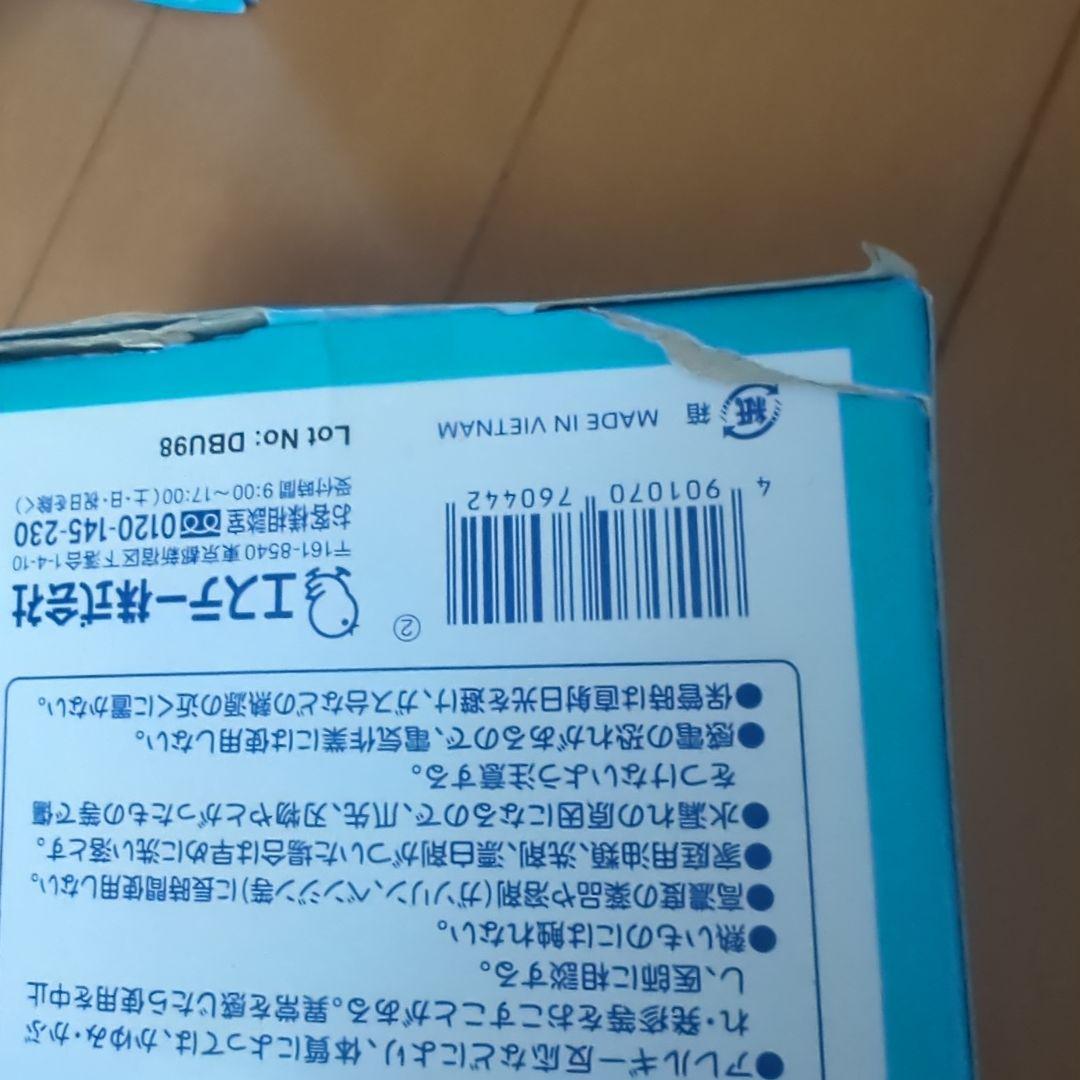 ●アレルギー反応などにより、体質によっては、かゆみ・かぶ
れ・発疹等をおこすことがある。異常を感じたら使用を中止
し、医師に相談する。
●熱いものには触れない。
●高濃度の薬品や溶剤(ガソリン、ベンジン等)に長時間使用しない。
●家庭用油類、洗剤、漂白剤がついた場合は早めに洗い落とす。
●水漏れの原因になるので、爪先、刃物やとがったもの等で傷
をつけないよう注意する。
●感電の恐れがあるので、電気作業には使用しない。
●保管時は直射日光を避け、ガス台などの熱源の近くに置かない。
②
エステー株式会社
〒161-8540 東京都新宿区下落合1-4-10
お客様相談室 0120-145-230
受付時間 9:00〜17:00(土・日・祝日を除く)
Lot No: DBU98
4 901070 760442
紙 箱 MADE IN VIETNAM